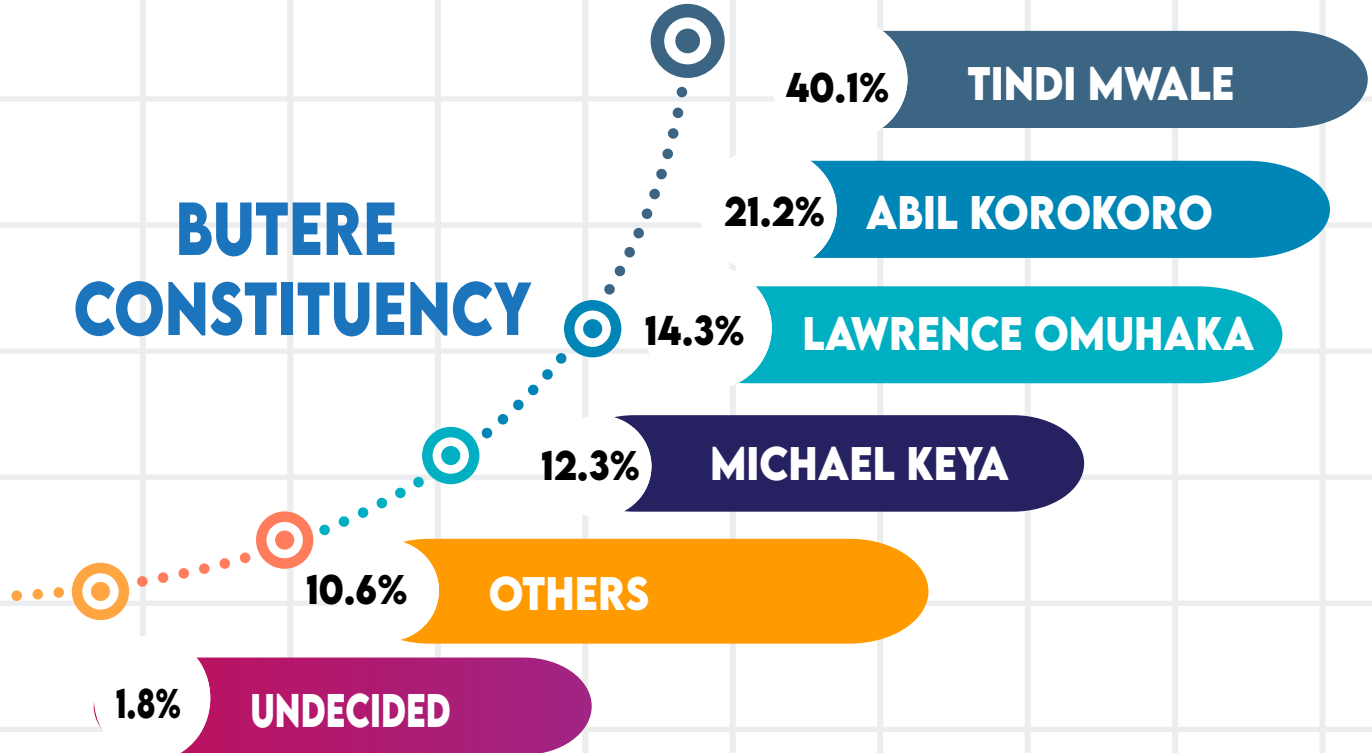 BUTERE
CONSTITUENCY
40.1% TINDI MWALE
21.2% ABIL KOROKORO
14.3% LAWRENCE OMUHAKA
12.3% MICHAEL KEYA
10.6% OTHERS
1.8% UNDECIDED